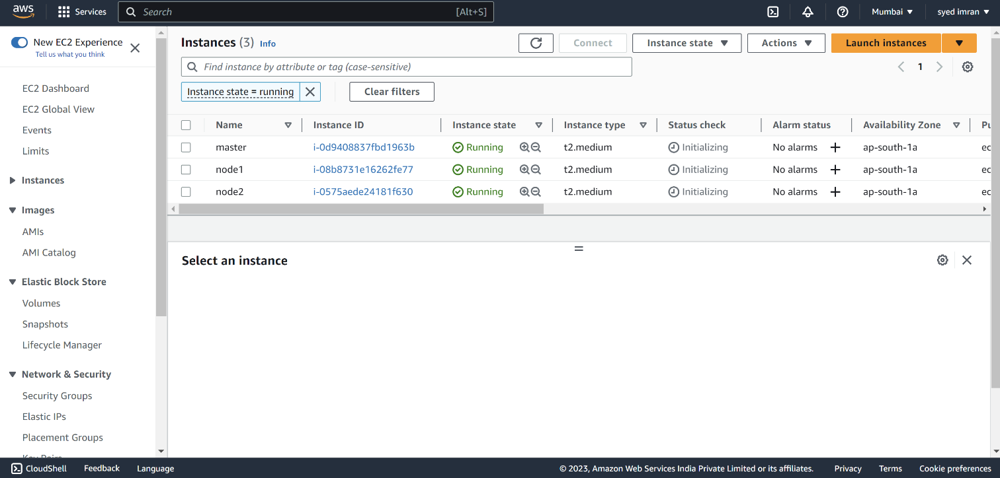 aws Services Search [Alt+S] Mumbai ▼ syed imran ▼
New EC2 Experience
Tell us what you think
EC2 Dashboard
EC2 Global View
Events
Limits
Instances
Images
AMIs
AMI Catalog
Elastic Block Store
Volumes
Snapshots
Lifecycle Manager
Network & Security
Security Groups
Elastic IPs
Placement Groups
Key Pairs
Instances (3) Info Connect Instance state ▼ Actions ▼ Launch instances ▼
Find instance by attribute or tag (case-sensitive) 1
Instance state = running Clear filters
Name Instance ID Instance state Instance type Status check Alarm status Availability Zone Pu
master i-0d9408837fbd1963b Running t2.medium Initializing No alarms + ap-south-1a ec
node1 i-08b8731e16262fe77 Running t2.medium Initializing No alarms + ap-south-1a ec
node2 i-0575aede24181f630 Running t2.medium Initializing No alarms + ap-south-1a ec
Select an instance
CloudShell Feedback Language © 2023, Amazon Web Services India Private Limited or its affiliates. Privacy Terms Cookie preferences